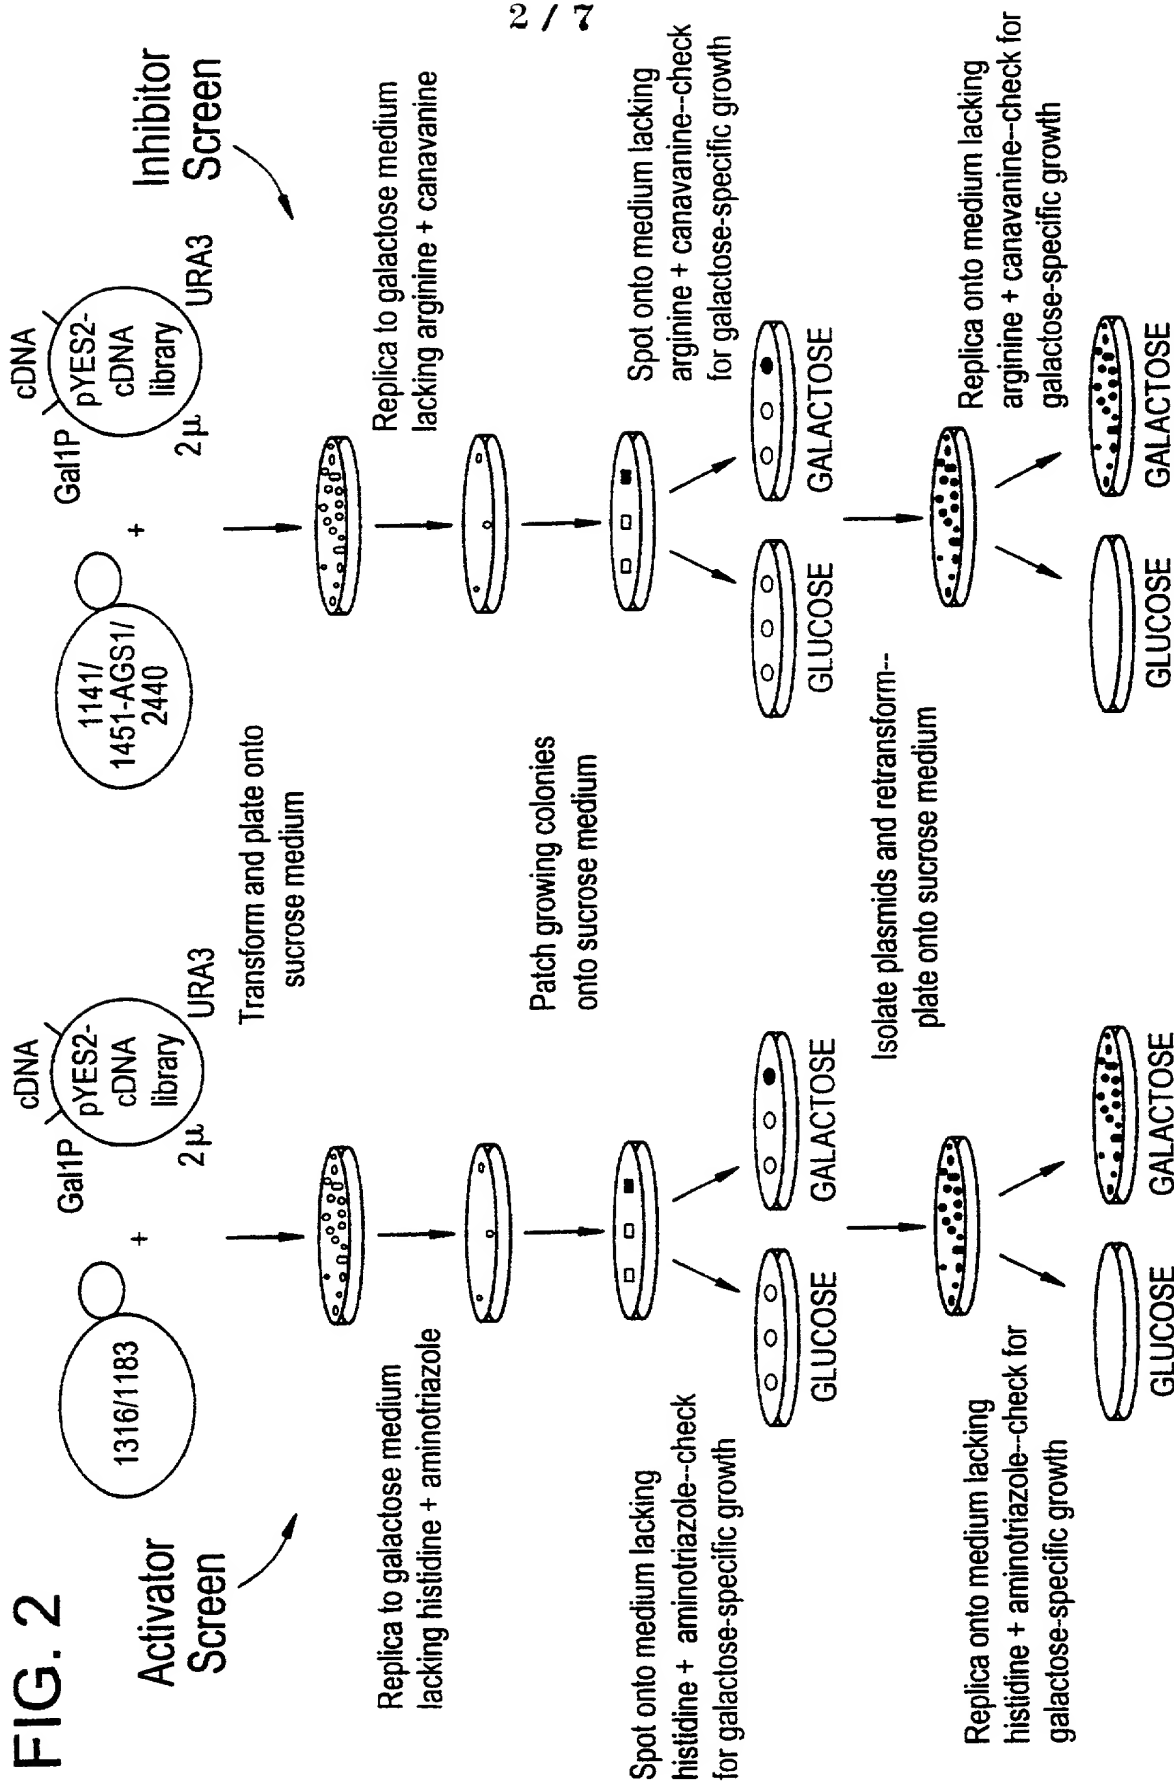 2 / 7
FIG. 2
Activator
Screen
1316/1183
+
cDNA
Gal1P
pYES2-
cDNA
library
2μ
URA3
Transform and plate onto
sucrose medium
Replica to galactose medium
lacking histidine + aminotriazole
Patch growing colonies
onto sucrose medium
Spot onto medium lacking
histidine + aminotriazole--check
for galactose-specific growth
GLUCOSE
GALACTOSE
Isolate plasmids and retransform--
plate onto sucrose medium
Replica onto medium lacking
histidine + aminotriazole--check for
galactose-specific growth
GLUCOSE
GALACTOSE
Inhibitor
Screen
1141/
1451-AGS1/
2440
+
cDNA
Gal1P
pYES2-
cDNA
library
2μ
URA3
Replica to galactose medium
lacking arginine + canavanine
Spot onto medium lacking
arginine + canavanine--check
for galactose-specific growth
GLUCOSE
GALACTOSE
Replica onto medium lacking
arginine + canavanine--check for
galactose-specific growth
GLUCOSE
GALACTOSE